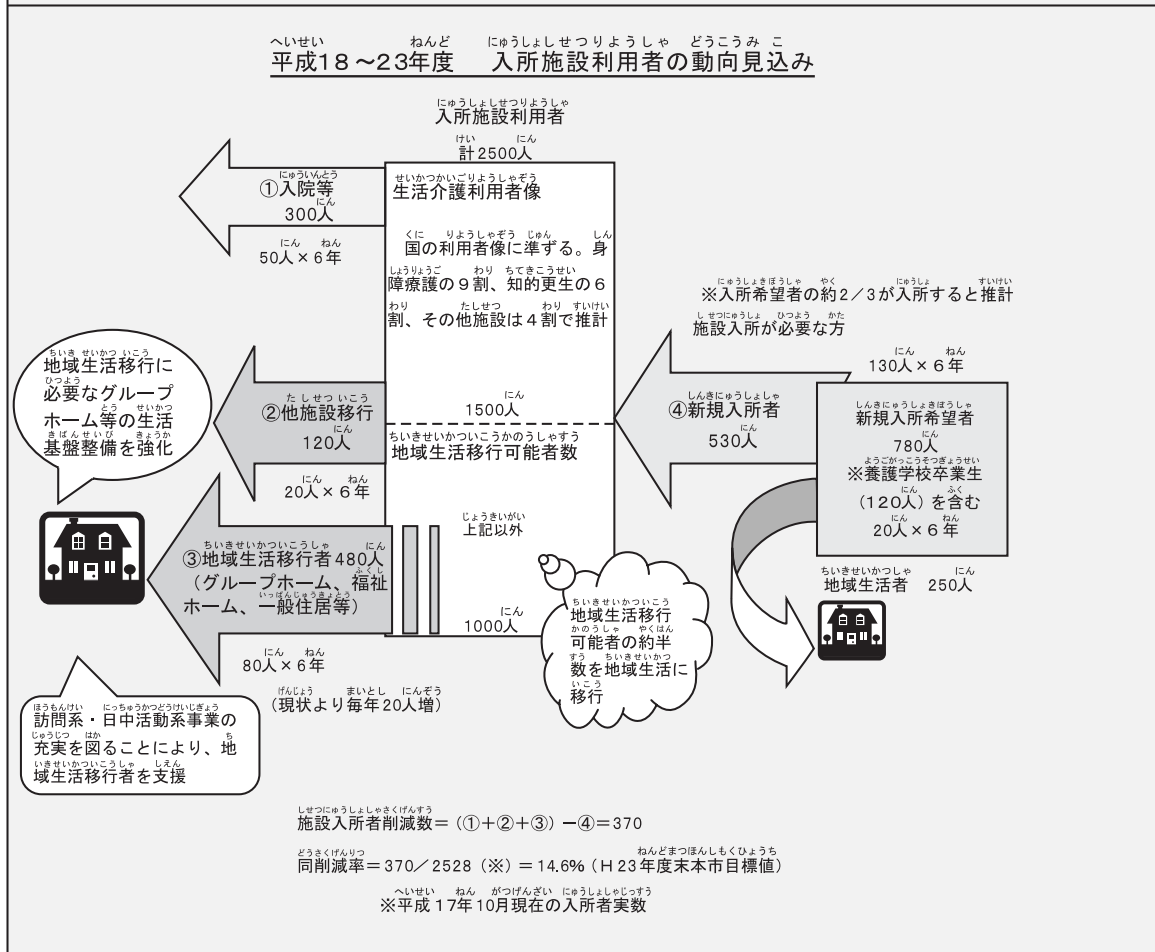 平成18～23年度　入所施設利用者の動向見込み
入所施設利用者
計2500人
①入院等
300人
50人×6年
生活介護利用者像
国の利用者像に準ずる。身
障療護の９割、知的更生の６
割、その他施設は４割で推計
1500人
②他施設移行
120人
20人×６年
地域生活移行可能者数
上記以外
1000人
地域生活移行に
必要なグループ
ホーム等の生活
基盤整備を強化
③地域生活移行者480人
（グループホーム、福祉
ホーム、一般住居等）
80人×６年
（現状より毎年20人増）
訪問系・日中活動系事業の
充実を図ることにより、地
域生活移行者を支援
地域生活移行
可能者の約半
数を地域生活に
移行
※入所希望者の約２／３が入所すると推計
施設入所が必要な方
130人×６年
④新規入所者
530人
新規入所希望者
780人
※養護学校卒業生
（120人）を含む
20人×６年
地域生活者　250人
施設入所者削減数＝（①＋②＋③）－④＝370
同削減率＝370／2528（※）＝14.6%（Ｈ23年度末本市目標値）
※平成17年10月現在の入所者実数